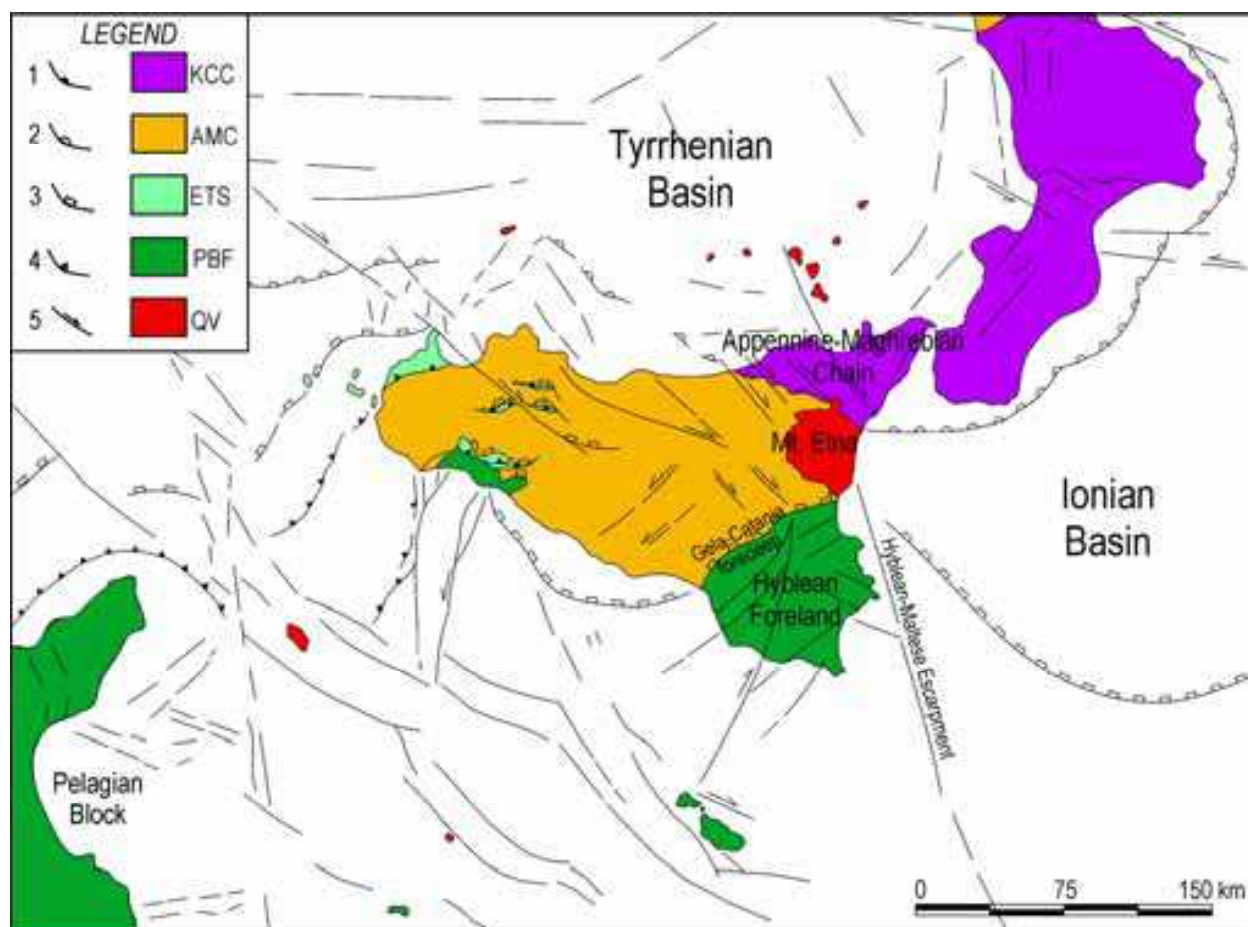 LEGEND
1 KCC
2 AMC
3 ETS
4 PBF
5 QV
Tyrrhenian
Basin
Appennine-Maghrebian
Chain
Mt. Etna
Ionian
Basin
Gela-Catania
Foredeep
Hyblean
Foreland
Hyblean-Maltese Escarpment
Pelagian
Block
0 75 150 km